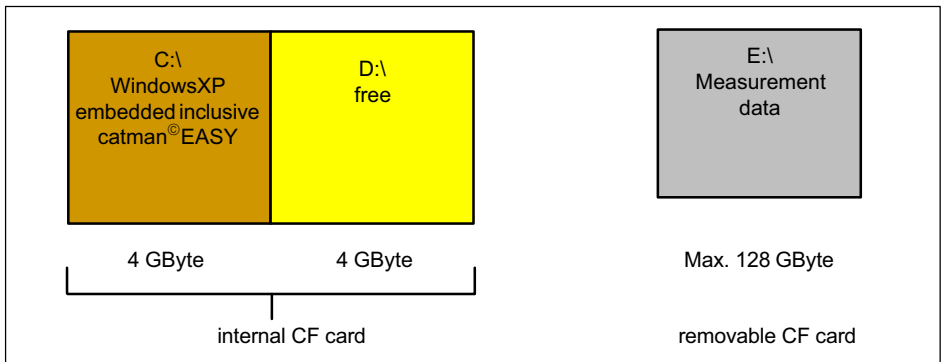 C:\
WindowsXP
embedded inclusive
catman©EASY
D:\
free
E:\
Measurement
data
4 GByte
4 GByte
Max. 128 GByte
internal CF card
removable CF card